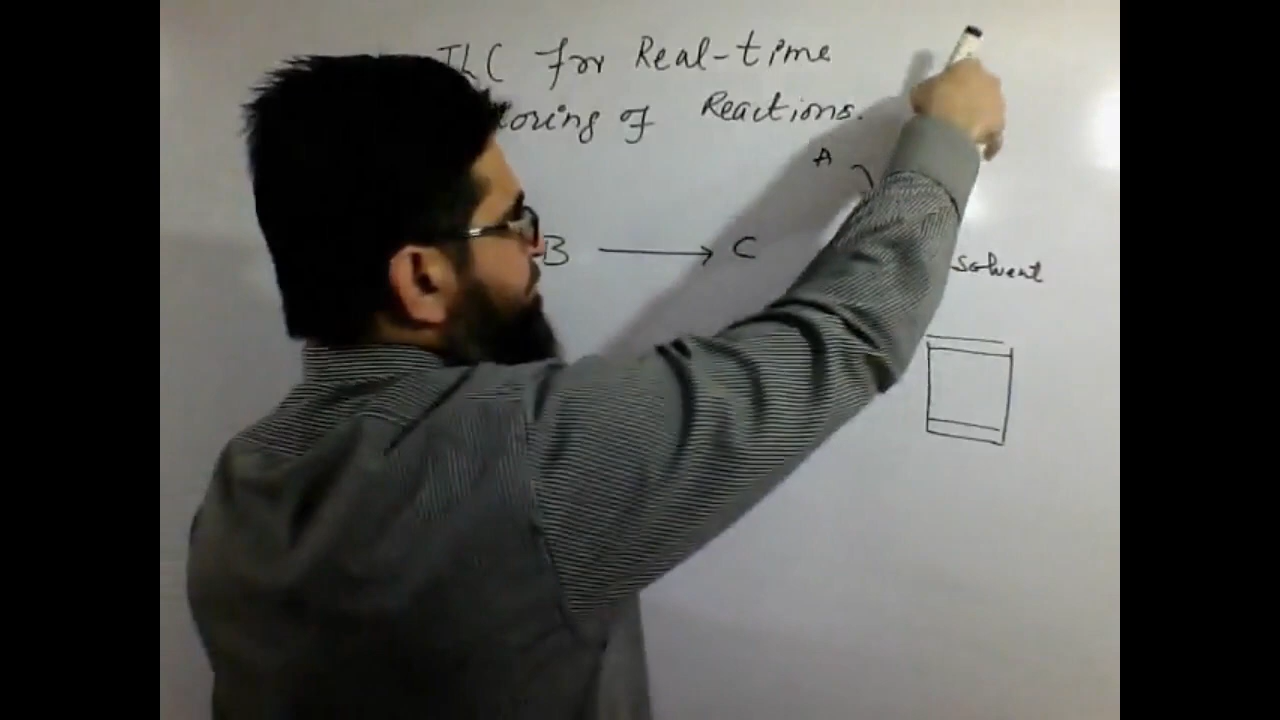 TLC for Real-time
toring of Reactions.
A
B ⟶ C
solvent